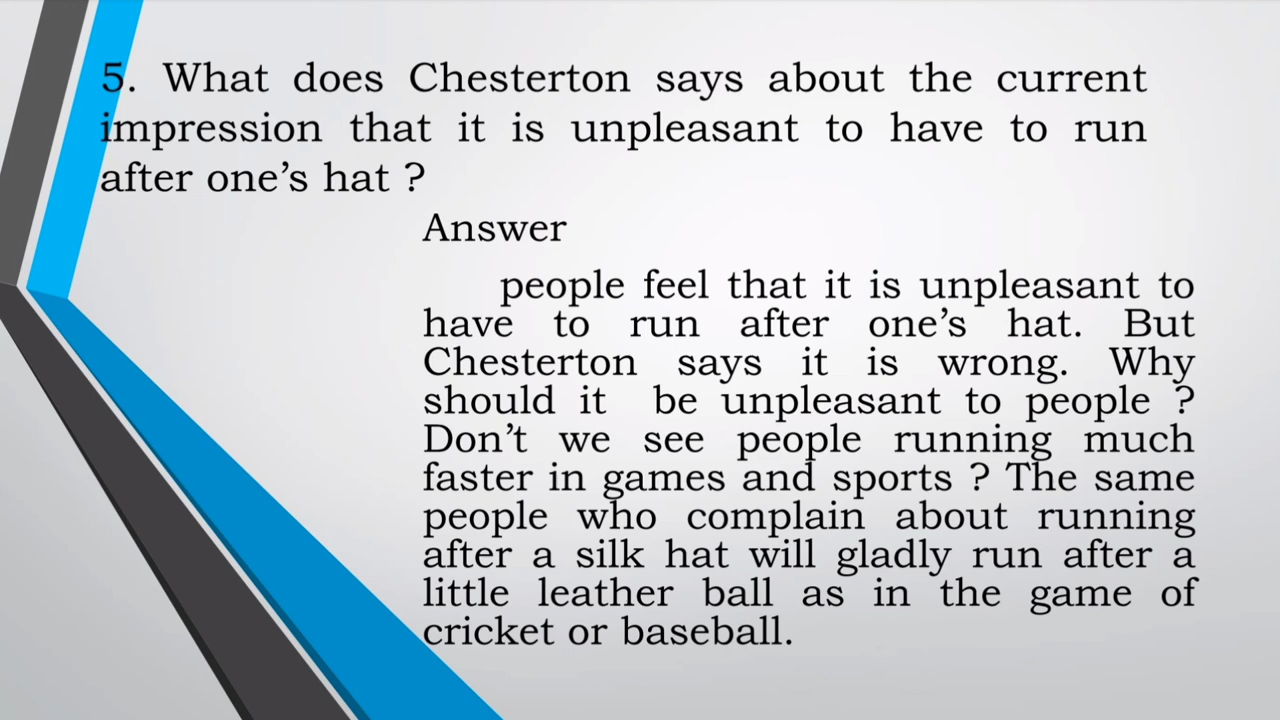 5. What does Chesterton says about the current
impression that it is unpleasant to have to run
after one’s hat ?
Answer
people feel that it is unpleasant to
have to run after one’s hat. But
Chesterton says it is wrong. Why
should it be unpleasant to people ?
Don’t we see people running much
faster in games and sports ? The same
people who complain about running
after a silk hat will gladly run after a
little leather ball as in the game of
cricket or baseball.